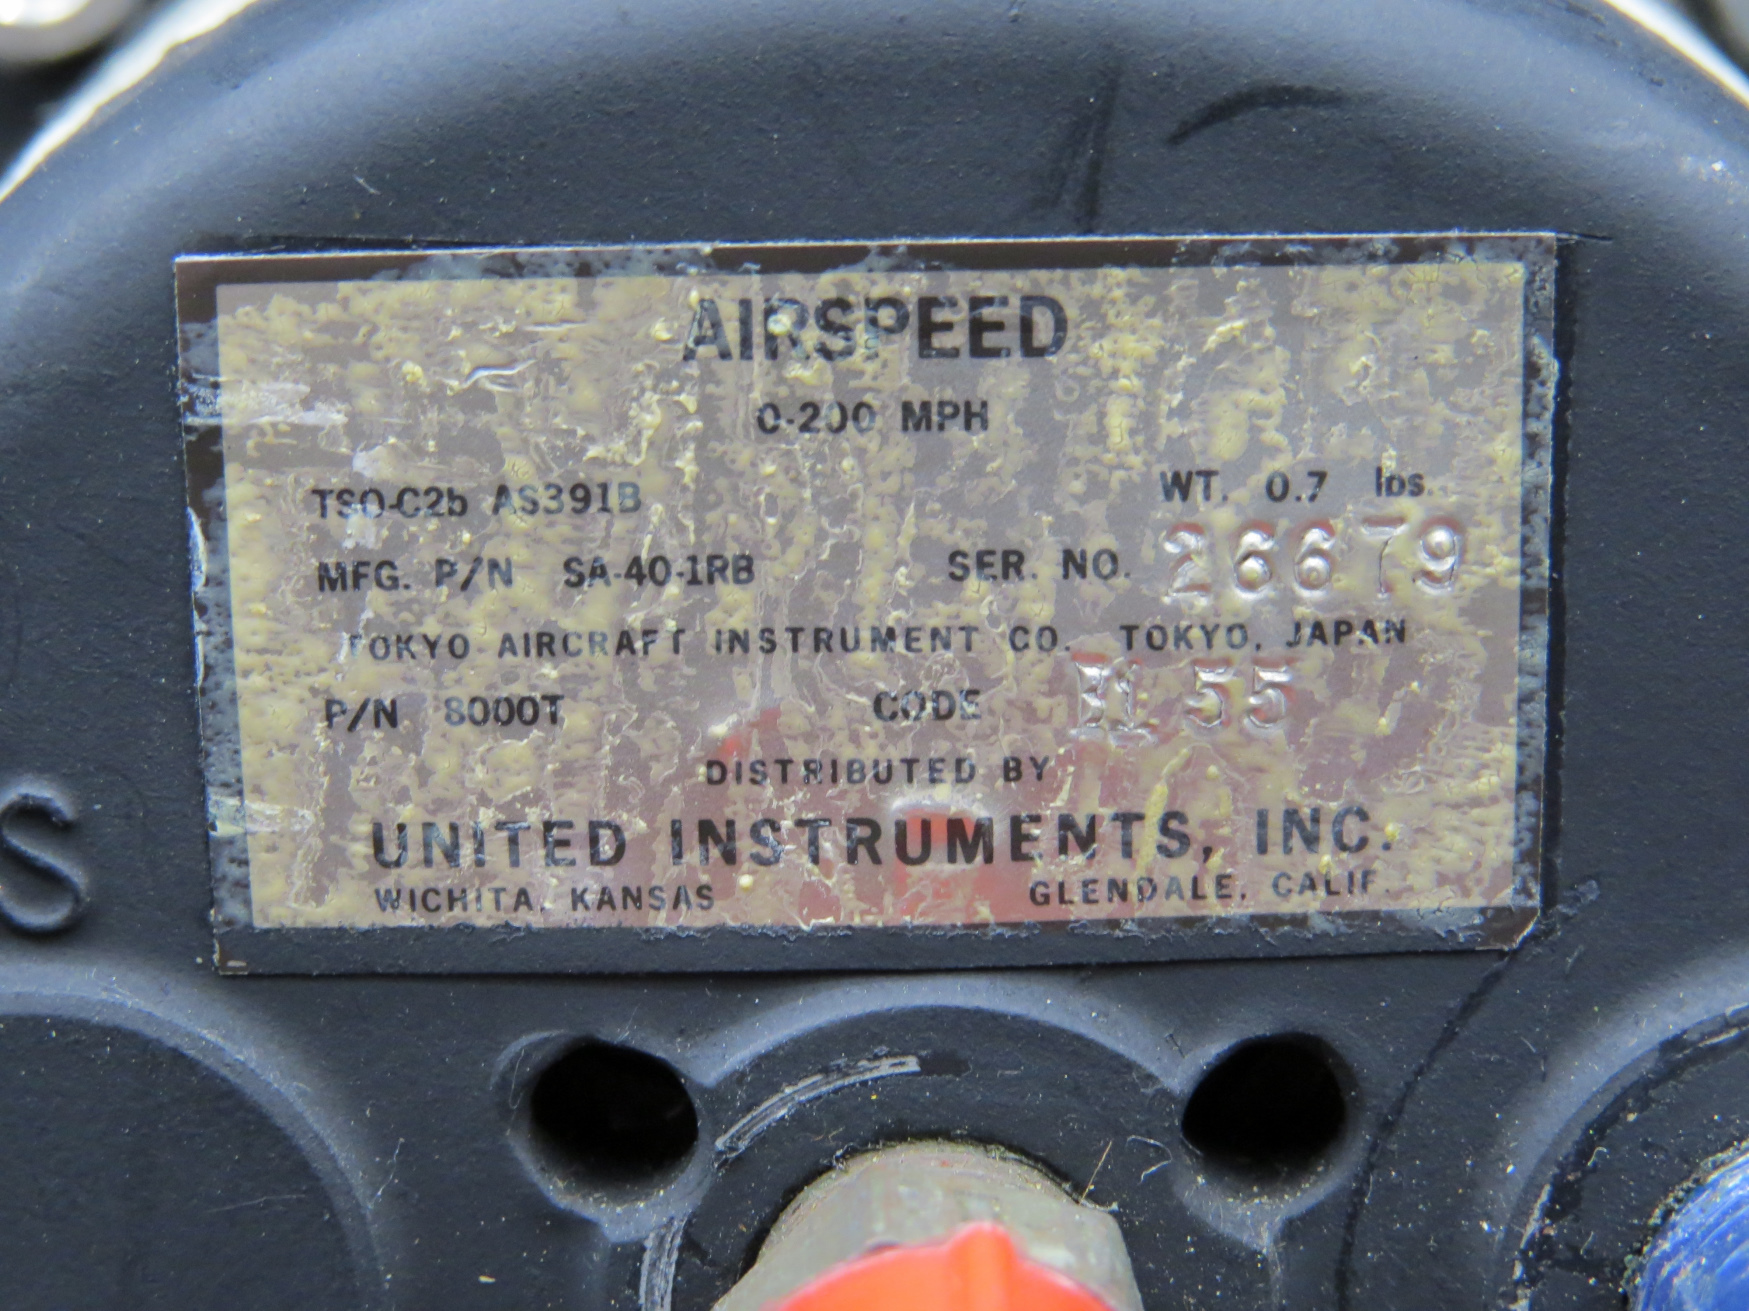 AIRSPEED
0-200 MPH
TSO-C2b AS391B WT. 0.7 lbs.
MFG. P/N SA-40-1RB SER. NO. 26679
TOKYO AIRCRAFT INSTRUMENT CO. TOKYO, JAPAN
P/N 8000T CODE 55
DISTRIBUTED BY
UNITED INSTRUMENTS, INC.
WICHITA, KANSAS GLENDALE, CALIF.
S